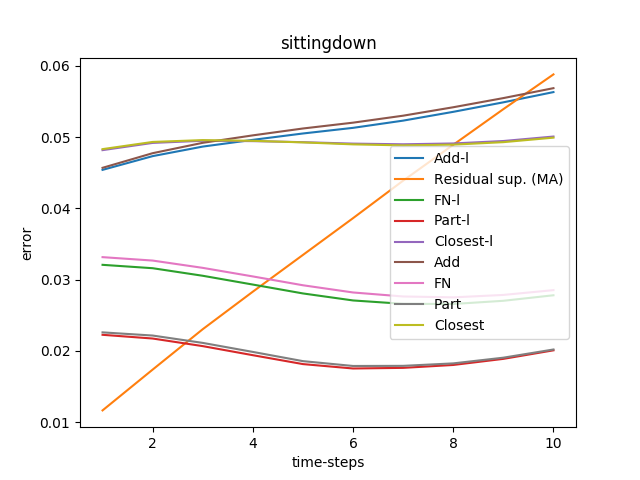 sittingdown
error
0.06
0.05
0.04
0.03
0.02
0.01
Add-l
Residual sup. (MA)
FN-l
Part-l
Closest-l
Add
FN
Part
Closest
2 4 6 8 10
time-steps